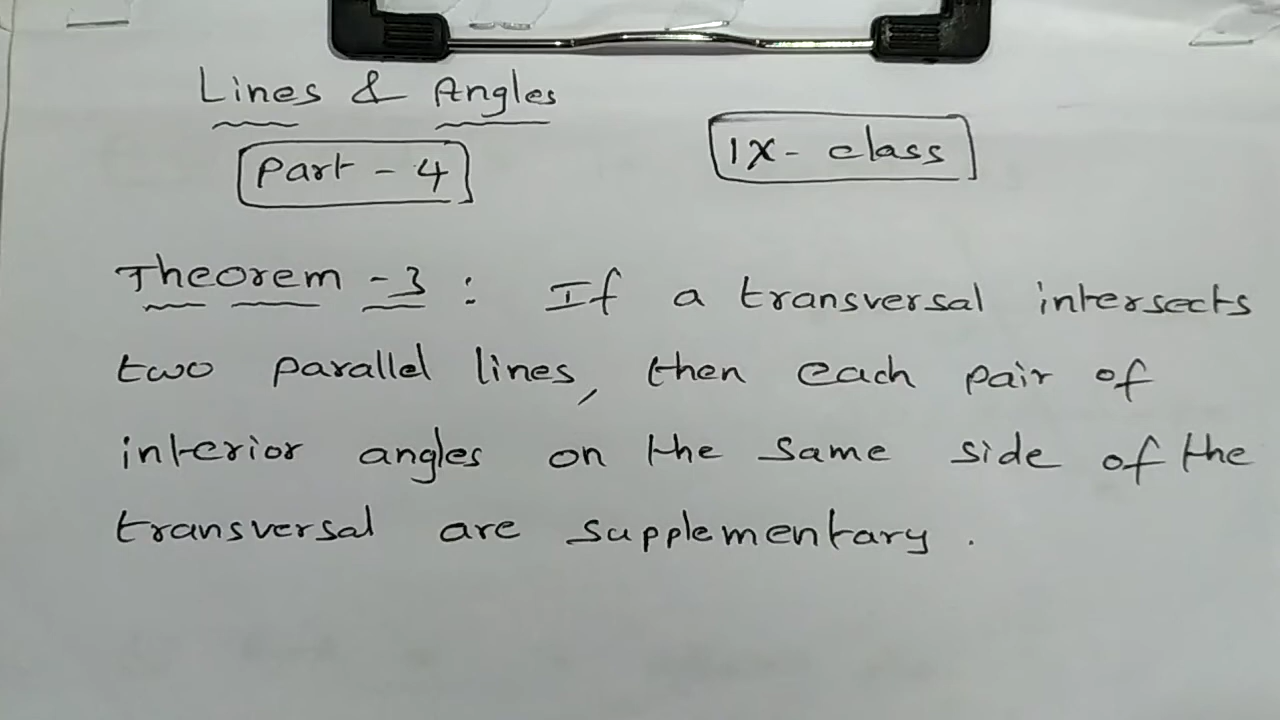 Lines & Angles
Part - 4
IX - class
Theorem - 3 : If a transversal intersects
two parallel lines, then each pair of
interior angles on the same side of the
transversal are supplementary.